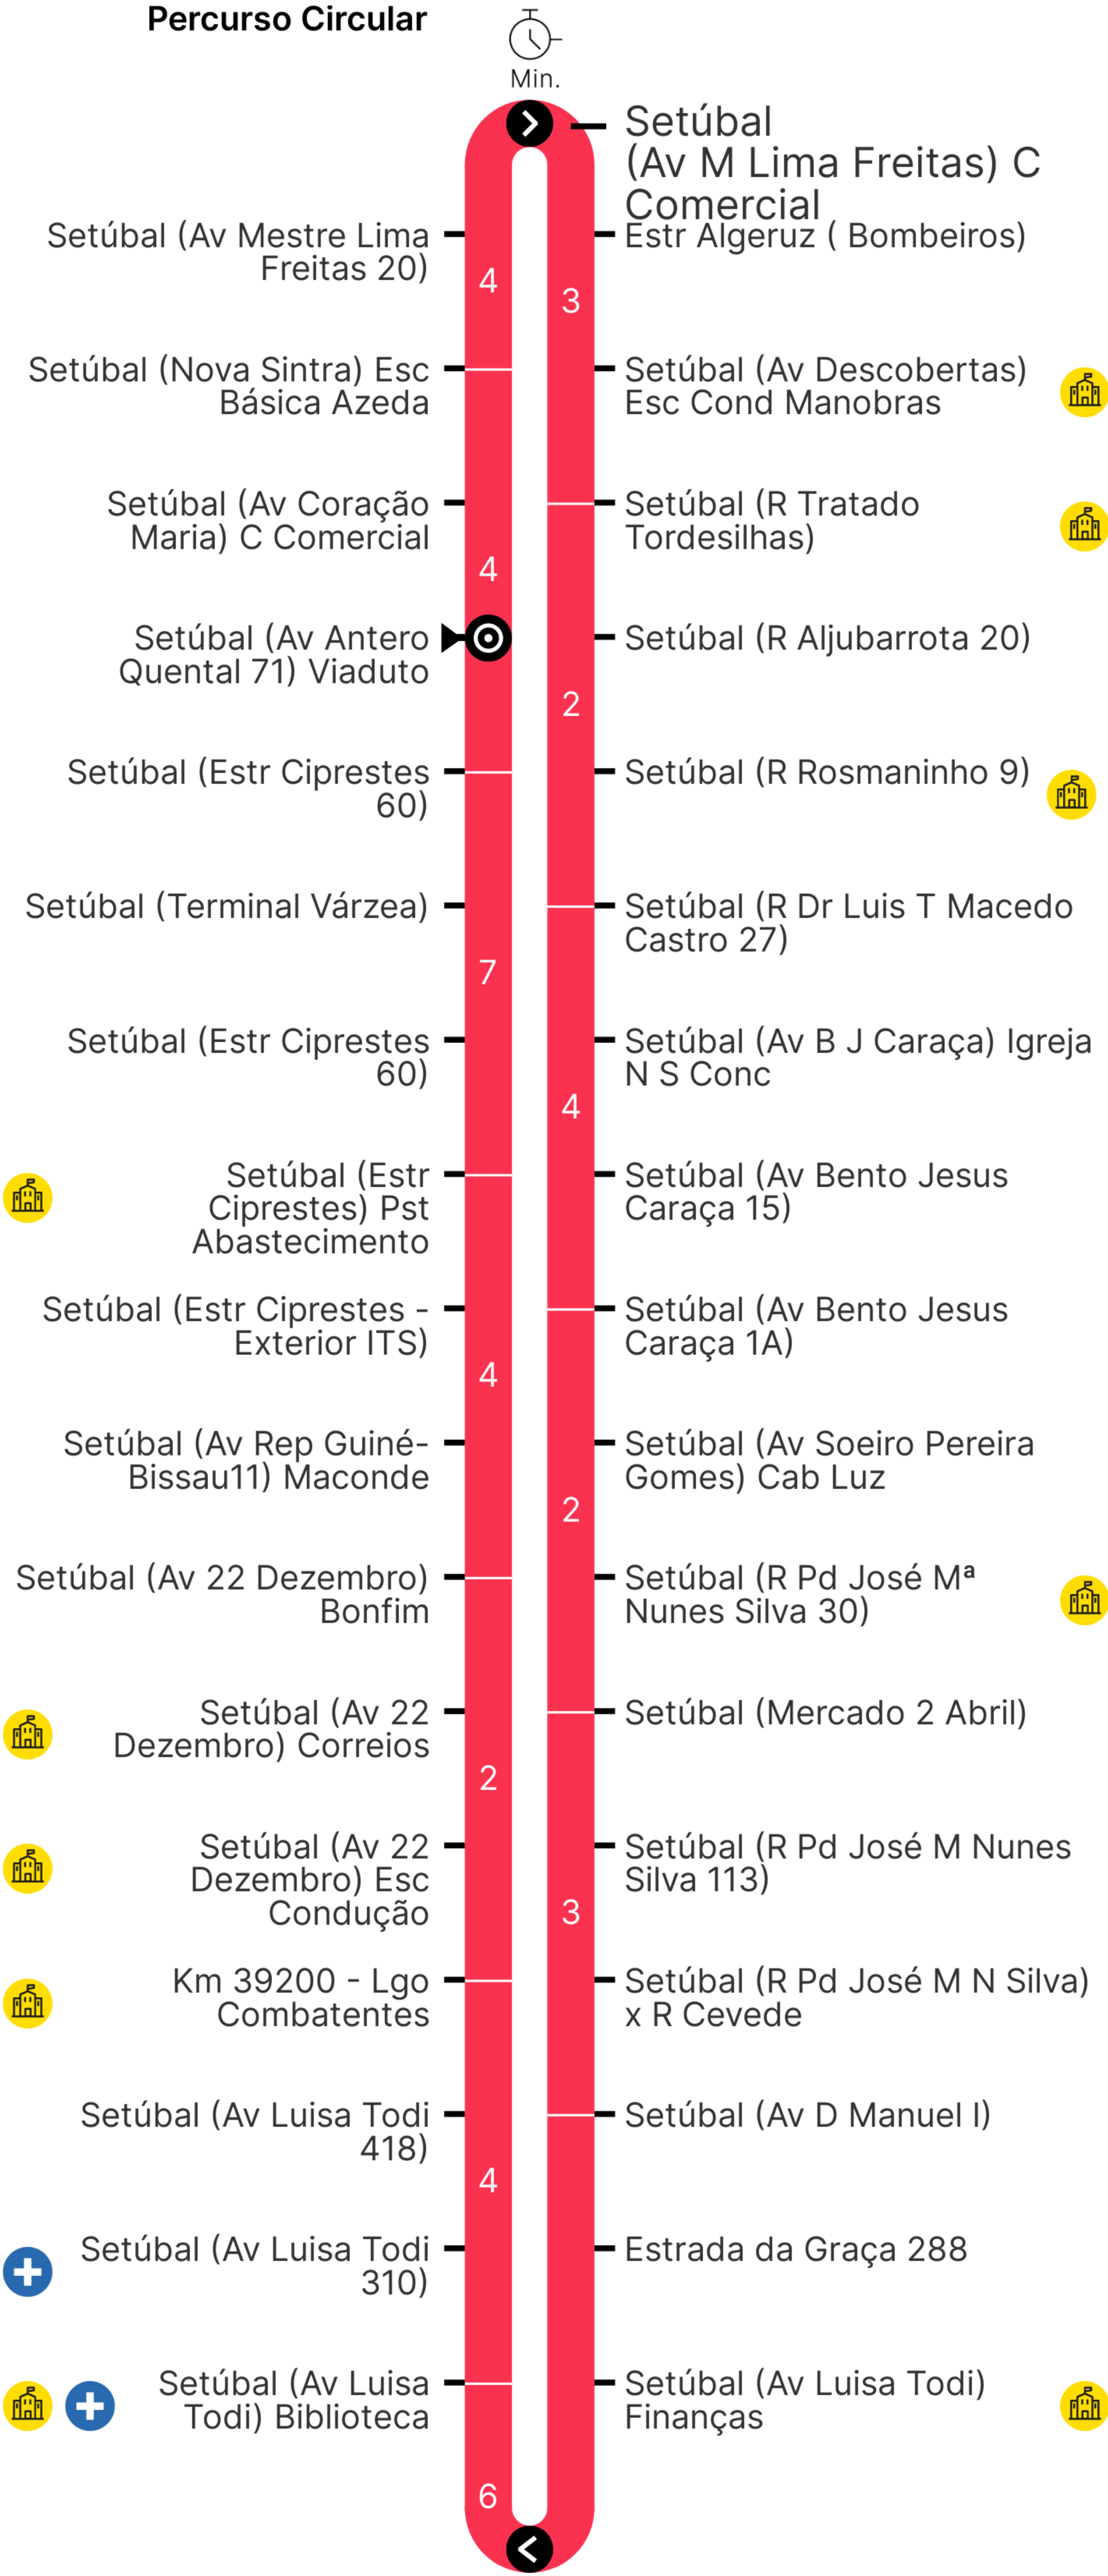 Percurso Circular
Min.
Setúbal
(Av M Lima Freitas) C
Comercial
Setúbal (Av Mestre Lima
Freitas 20)
Estr Algeruz ( Bombeiros)
4
3
Setúbal (Nova Sintra) Esc
Básica Azeda
Setúbal (Av Descobertas)
Esc Cond Manobras
Setúbal (Av Coração
Maria) C Comercial
Setúbal (R Tratado
Tordesilhas)
4
Setúbal (Av Antero
Quental 71) Viaduto
Setúbal (R Aljubarrota 20)
2
Setúbal (Estr Ciprestes
60)
Setúbal (R Rosmaninho 9)
Setúbal (Terminal Várzea)
Setúbal (R Dr Luis T Macedo
Castro 27)
7
Setúbal (Estr Ciprestes
60)
Setúbal (Av B J Caraça) Igreja
N S Conc
4
Setúbal (Estr
Ciprestes) Pst
Abastecimento
Setúbal (Av Bento Jesus
Caraça 15)
Setúbal (Estr Ciprestes -
Exterior ITS)
Setúbal (Av Bento Jesus
Caraça 1A)
4
Setúbal (Av Rep Guiné-
Bissau11) Maconde
Setúbal (Av Soeiro Pereira
Gomes) Cab Luz
2
Setúbal (Av 22 Dezembro)
Bonfim
Setúbal (R Pd José Mª
Nunes Silva 30)
Setúbal (Av 22
Dezembro) Correios
Setúbal (Mercado 2 Abril)
2
Setúbal (Av 22
Dezembro) Esc
Condução
Setúbal (R Pd José M Nunes
Silva 113)
3
Km 39200 - Lgo
Combatentes
Setúbal (R Pd José M N Silva)
x R Cevede
Setúbal (Av Luisa Todi
418)
Setúbal (Av D Manuel I)
4
Setúbal (Av Luisa Todi
310)
Estrada da Graça 288
Setúbal (Av Luisa
Todi) Biblioteca
Setúbal (Av Luisa Todi)
Finanças
6